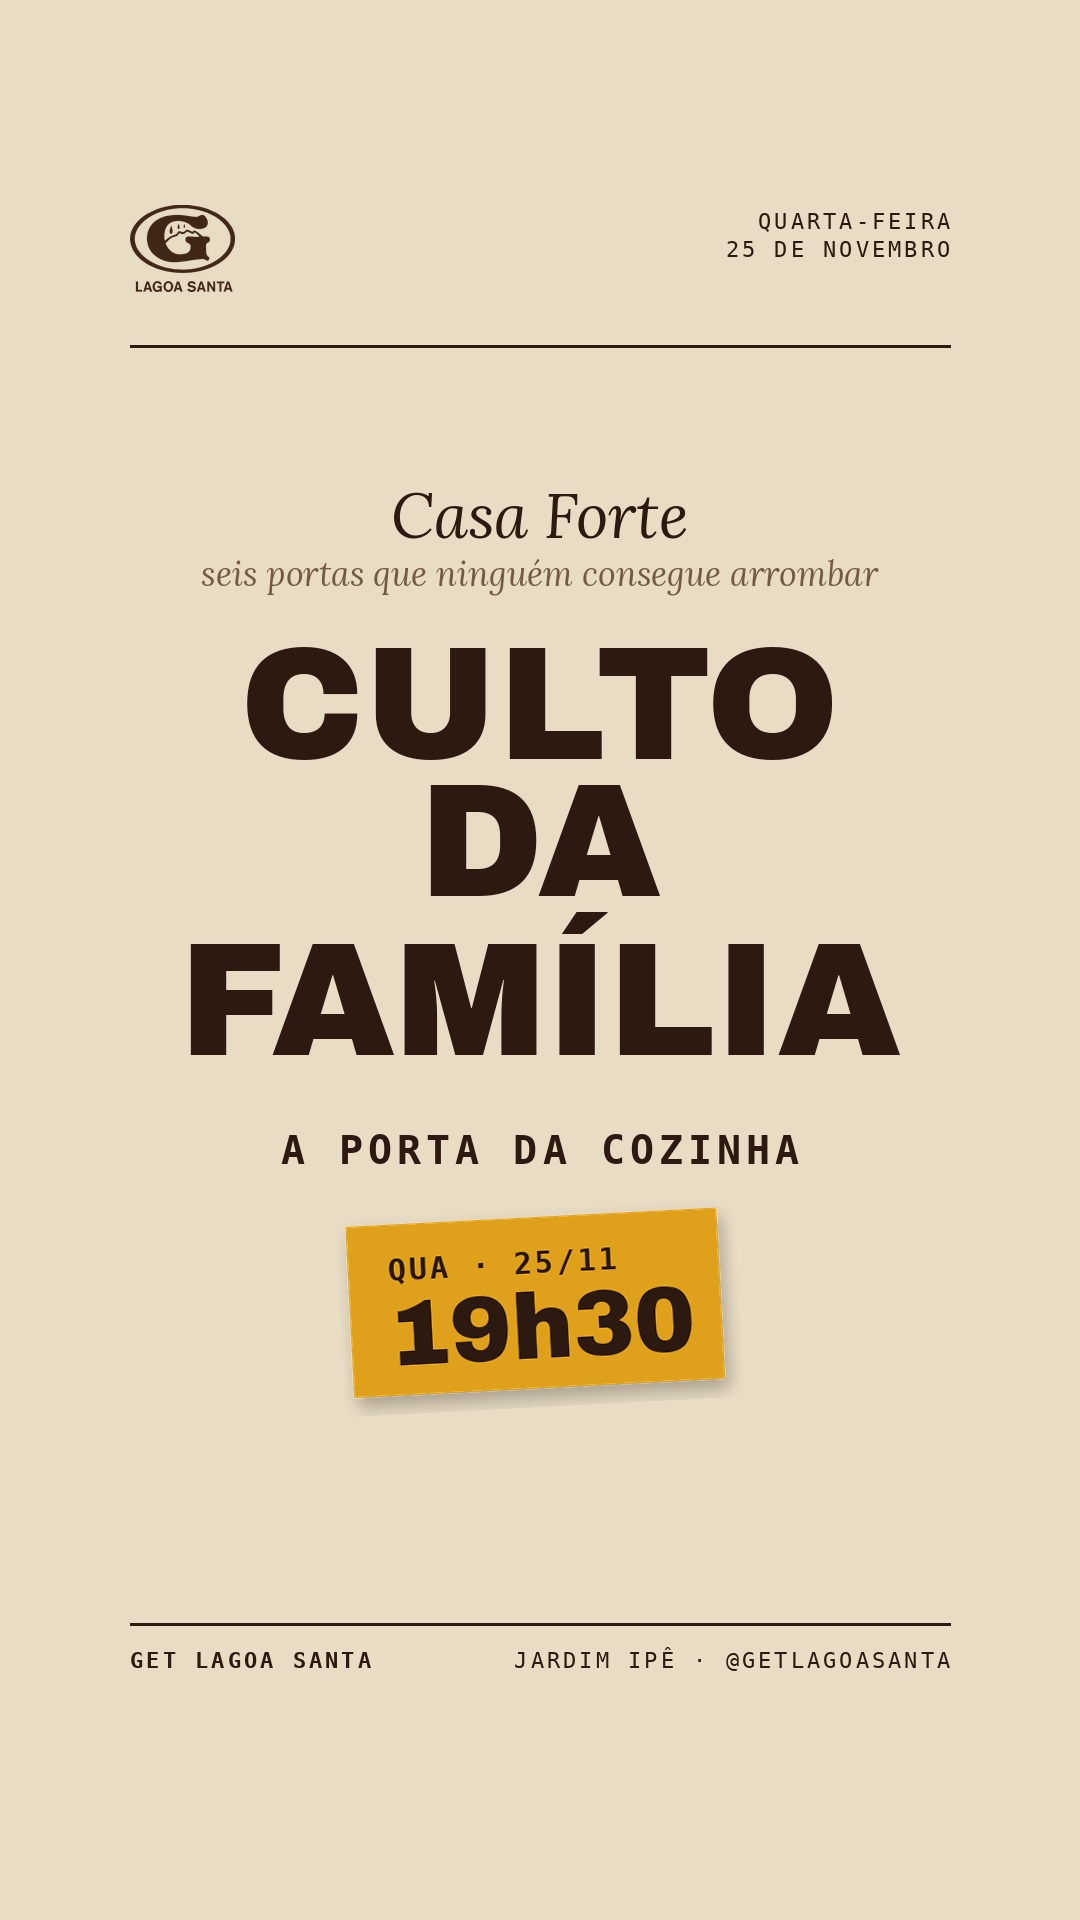 G
LAGOA SANTA
QUARTA-FEIRA
25 DE NOVEMBRO
Casa Forte
seis portas que ninguém consegue arrombar
CULTO
DA
FAMÍLIA
A PORTA DA COZINHA
QUA · 25/11
19h30
GET LAGOA SANTA
JARDIM IPÊ · @GETLAGOASANTA